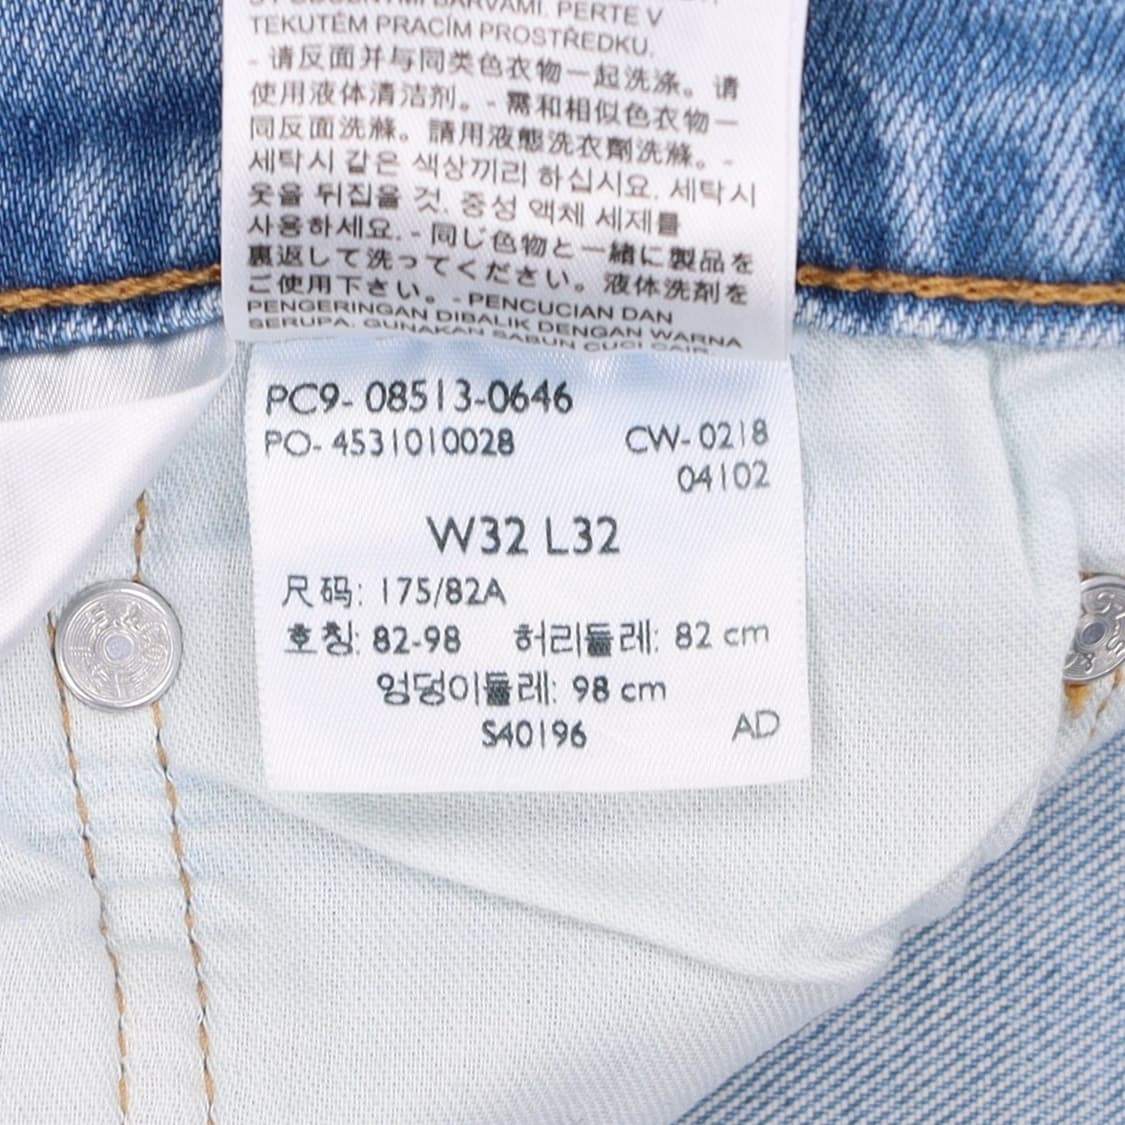 BARVAMI. PERTE V
TEKUTÉM PRACÍM PROSTŘEDKU.
- 请反面并与同类色衣物一起洗涤。请
使用液体清洁剂。- 需和相似色衣物一
同反面洗滌。請用液態洗衣劑洗滌。-
세탁시 같은 색상끼리 하십시요. 세탁시
옷을 뒤집을 것. 중성 액체 세제를
사용하세요. - 同じ色物と一緒に製品を
裏返して洗ってください。液体洗剤を
ご使用下さい。- PENCUCIAN DAN
PENGERINGAN DIBALIK DENGAN WARNA
SERUPA. GUNAKAN SABUN CUCI CAIR.
PC9- 08513-0646
PO- 4531010028 CW- 0218
04102
W32 L32
尺码: 175/82A
호칭: 82-98 허리둘레: 82 cm
엉덩이둘레: 98 cm
S40196 AD